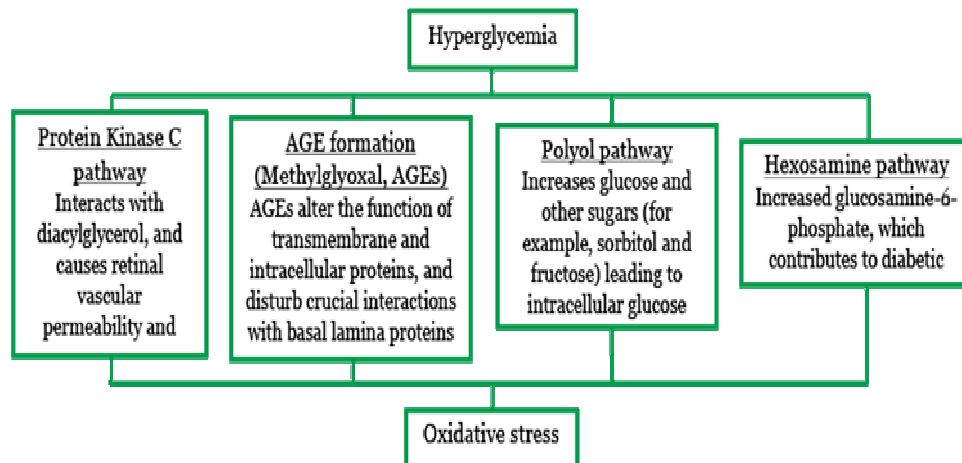 Hyperglycemia
Protein Kinase C
pathway
Interacts with
diacylglycerol, and
causes retinal
vascular
permeability and
AGE formation
(Methylglyoxal, AGEs)
AGEs alter the function of
transmembrane and
intracellular proteins, and
disturb crucial interactions
with basal lamina proteins
Polyol pathway
Increases glucose and
other sugars (for
example, sorbitol and
fructose) leading to
intracellular glucose
Hexosamine pathway
Increased glucosamine-6-
phosphate, which
contributes to diabetic
Oxidative stress